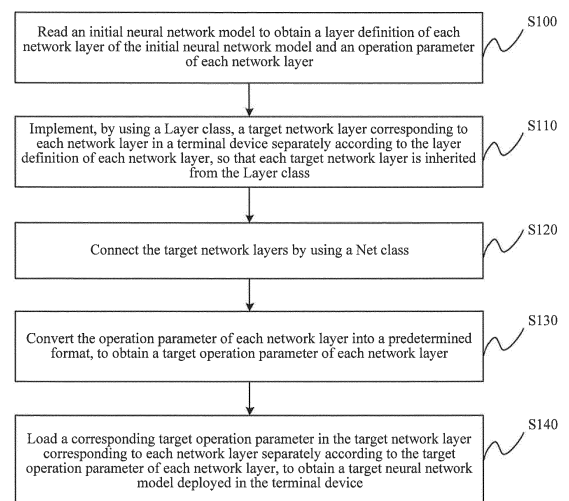 S100
Read an initial neural network model to obtain a layer definition of each
network layer of the initial neural network model and an operation parameter
of each network layer
S110
Implement, by using a Layer class, a target network layer corresponding to
each network layer in a terminal device separately according to the layer
definition of each network layer, so that each target network layer is inherited
from the Layer class
S120
Connect the target network layers by using a Net class
S130
Convert the operation parameter of each network layer into a predetermined
format, to obtain a target operation parameter of each network layer
S140
Load a corresponding target operation parameter in the target network layer
corresponding to each network layer separately according to the target
operation parameter of each network layer, to obtain a target neural network
model deployed in the terminal device